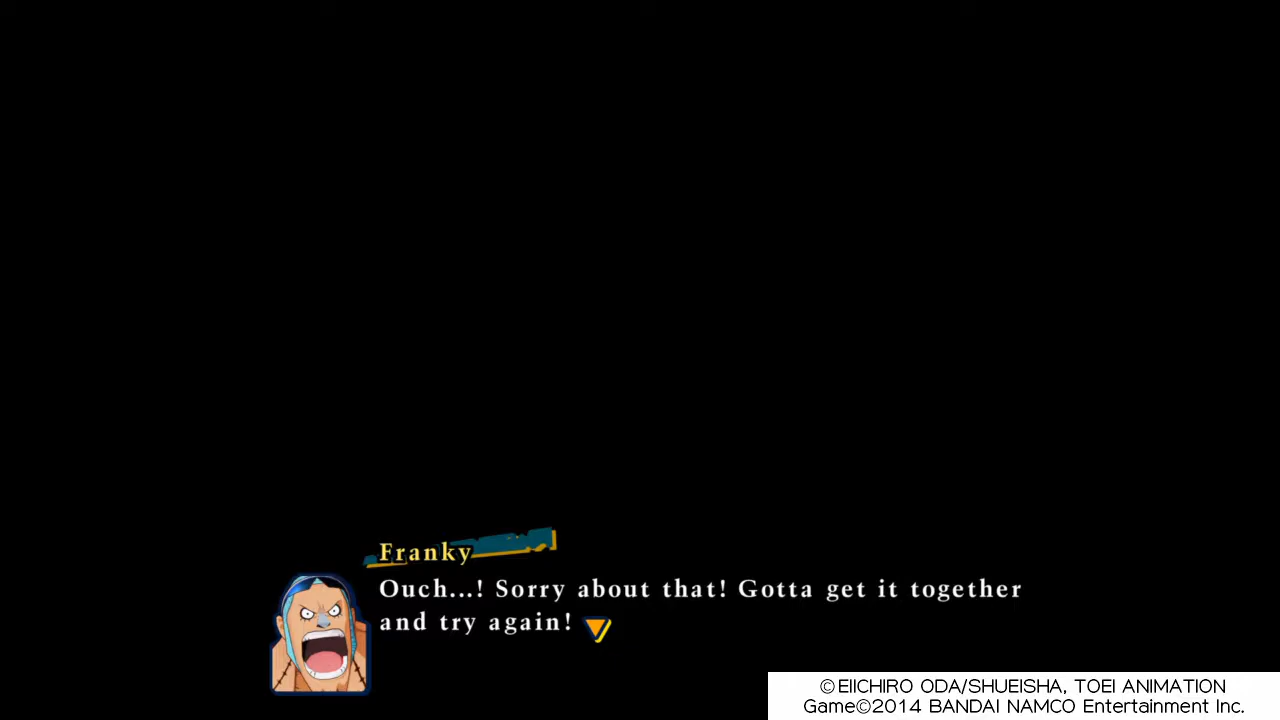 Franky
Ouch...! Sorry about that! Gotta get it together
and try again!
©EIICHIRO ODA/SHUEISHA, TOEI ANIMATION
Game©2014 BANDAI NAMCO Entertainment Inc.